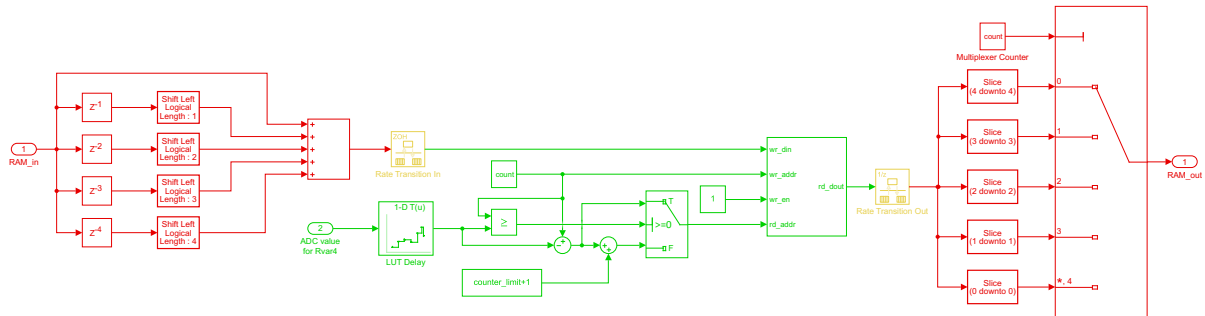 count
Multiplexer Counter
Z-1
Shift Left
Logical
Length : 1
Z-2
Shift Left
Logical
Length : 2
Z-3
Shift Left
Logical
Length : 3
Z-4
Shift Left
Logical
Length : 4
1
RAM_in
+
+
+
+
+
ZOH
Rate Transition In
2
ADC value
for Rvar4
1-D T(u)
LUT Delay
count
≥
counter_limit+1
−
+
+
+
T
>=0
F
1
wr_din
wr_addr
wr_en
rd_addr
rd_dout
1/z
Rate Transition Out
Slice
(4 downto 4)
Slice
(3 downto 3)
Slice
(2 downto 2)
Slice
(1 downto 1)
Slice
(0 downto 0)
0
1
2
3
*, 4
1
RAM_out